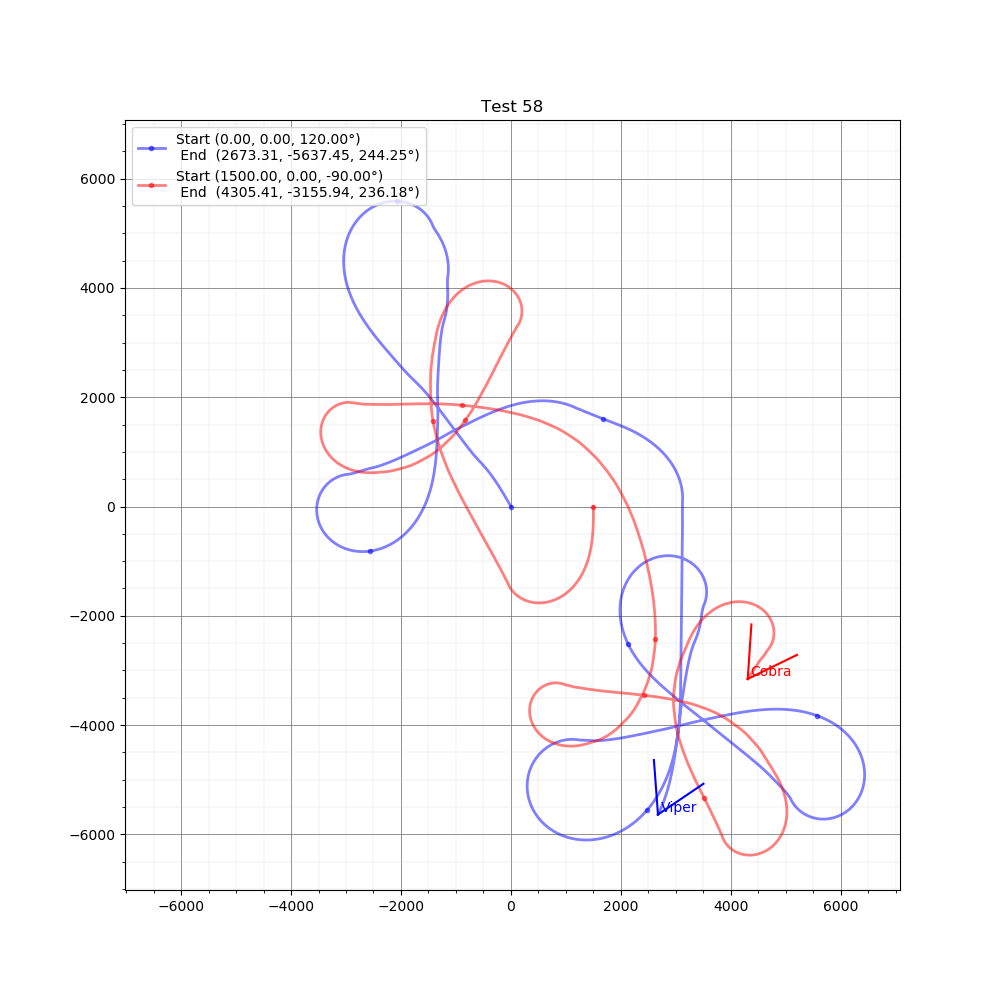 Test 58
Start (0.00, 0.00, 120.00°)
End (2673.31, -5637.45, 244.25°)
Start (1500.00, 0.00, -90.00°)
End (4305.41, -3155.94, 236.18°)
6000
4000
2000
0
−2000
−4000
−6000
Cobra
Viper
−6000 −4000 −2000 0 2000 4000 6000